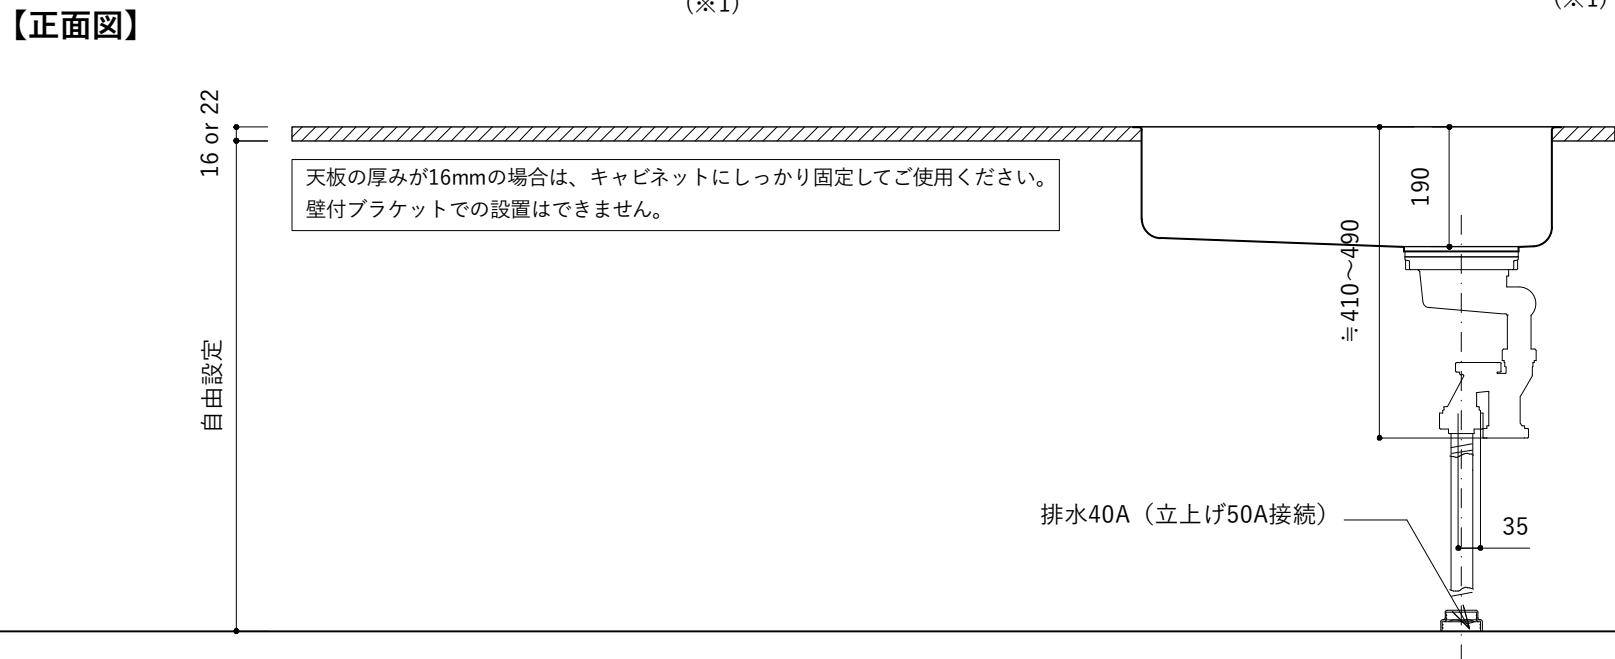 (※1)
(※1)
【正面図】
16 or 22
天板の厚みが16mmの場合は、キャビネットにしっかり固定してご使用ください。
壁付ブラケットでの設置はできません。
190
≒410～490
自由設定
排水40A（立上げ50A接続）
35